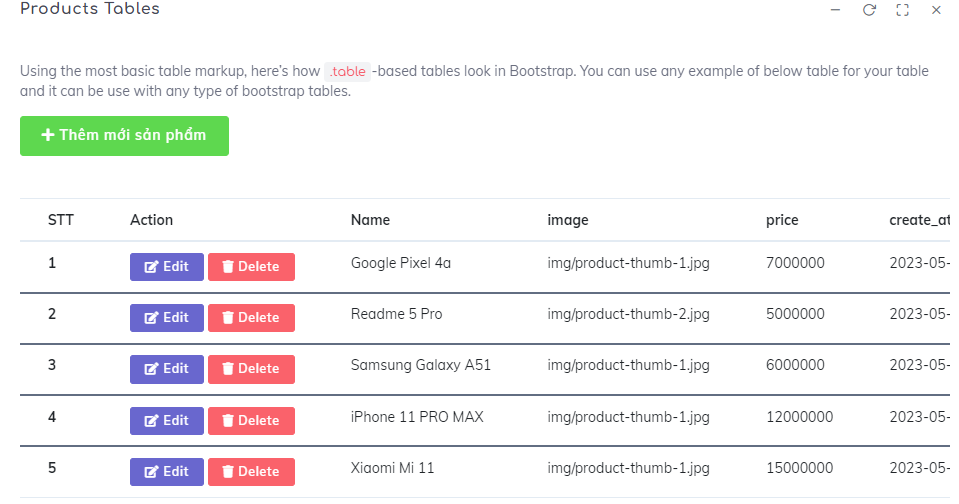 Products Tables
Using the most basic table markup, here's how .table -based tables look in Bootstrap. You can use any example of below table for your table
and it can be use with any type of bootstrap tables.
Thêm mới sản phẩm
STT Action Name image price create_at
1 Edit Delete Google Pixel 4a img/product-thumb-1.jpg 7000000 2023-05-
2 Edit Delete Readme 5 Pro img/product-thumb-2.jpg 5000000 2023-05-
3 Edit Delete Samsung Galaxy A51 img/product-thumb-1.jpg 6000000 2023-05-
4 Edit Delete iPhone 11 PRO MAX img/product-thumb-1.jpg 12000000 2023-05-
5 Edit Delete Xiaomi Mi 11 img/product-thumb-1.jpg 15000000 2023-05-